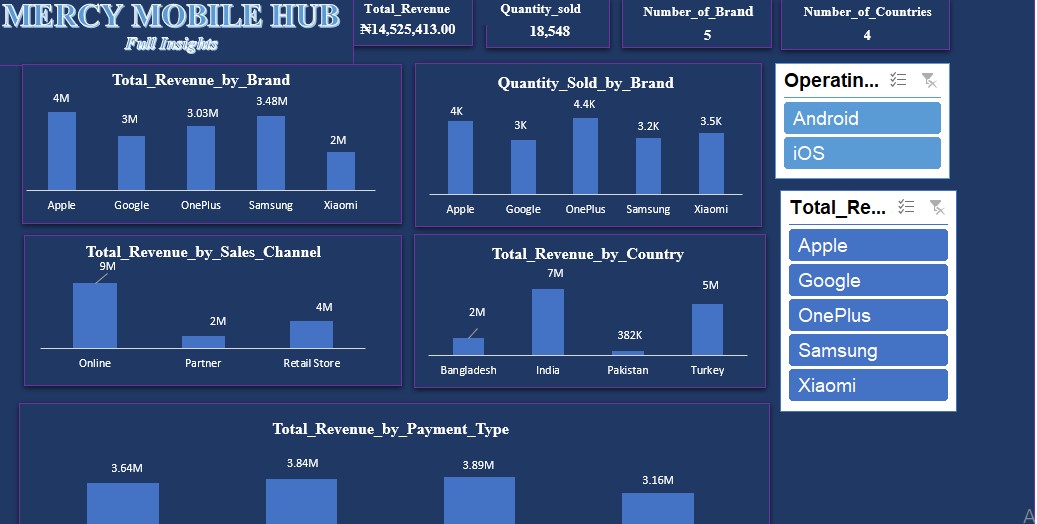 MERCY MOBILE HUB
Full Insights
Total_Revenue
₦14,525,413.00
Quantity_sold
18,548
Number_of_Brand
5
Number_of_Countries
4
Total_Revenue_by_Brand
4M
3M
3.03M
3.48M
2M
Apple
Google
OnePlus
Samsung
Xiaomi
Quantity_Sold_by_Brand
4K
3K
4.4K
3.2K
3.5K
Apple
Google
OnePlus
Samsung
Xiaomi
Operatin...
Android
iOS
Total_Re...
Apple
Google
OnePlus
Samsung
Xiaomi
Total_Revenue_by_Sales_Channel
9M
2M
4M
Online
Partner
Retail Store
Total_Revenue_by_Country
2M
7M
382K
5M
Bangladesh
India
Pakistan
Turkey
Total_Revenue_by_Payment_Type
3.64M
3.84M
3.89M
3.16M
A